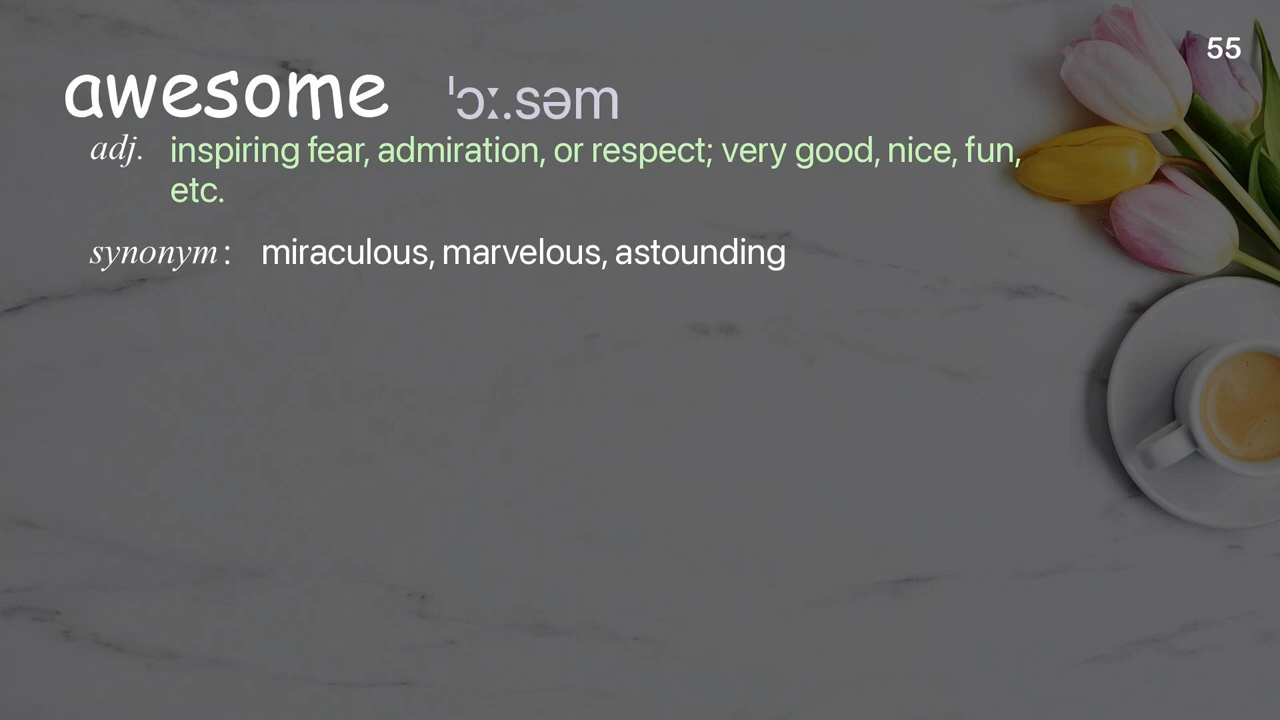 55
awesome ˈɔː.səm
adj. inspiring fear, admiration, or respect; very good, nice, fun,
etc.
synonym : miraculous, marvelous, astounding